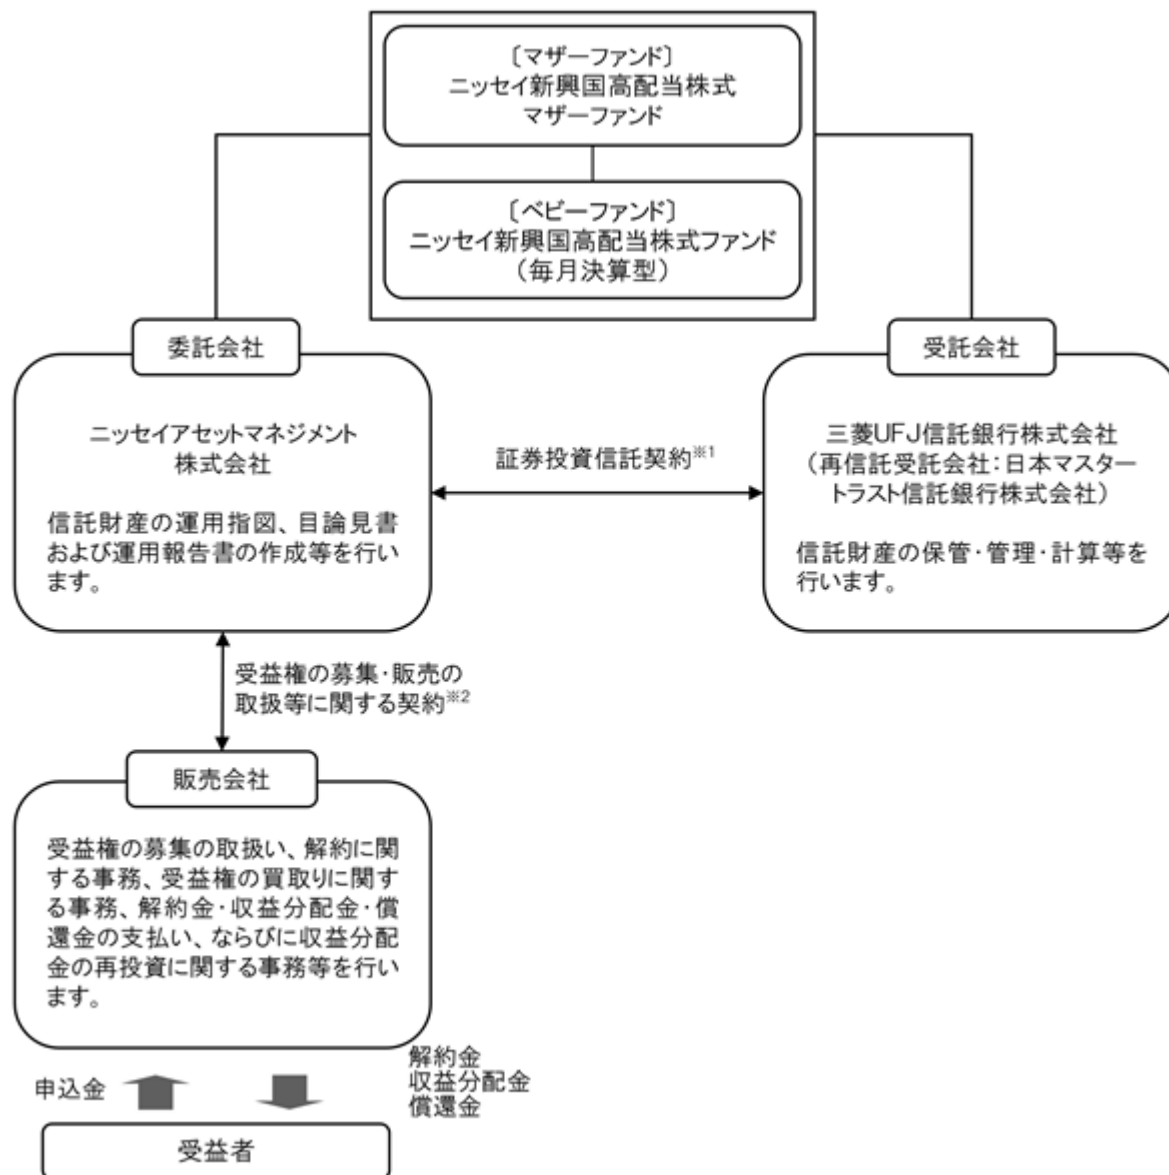 〔マザーファンド〕
ニッセイ新興国高配当株式
マザーファンド
〔ベビーファンド〕
ニッセイ新興国高配当株式ファンド
（毎月決算型）
委託会社
ニッセイアセットマネジメント
株式会社
信託財産の運用指図、目論見書
および運用報告書の作成等を行い
ます。
証券投資信託契約※1
受託会社
三菱UFJ信託銀行株式会社
（再信託受託会社：日本マスター
トラスト信託銀行株式会社）
信託財産の保管・管理・計算等を
行います。
受益権の募集・販売の
取扱等に関する契約※2
販売会社
受益権の募集の取扱い、解約に関
する事務、受益権の買取りに関す
る事務、解約金・収益分配金・償
還金の支払い、ならびに収益分配
金の再投資に関する事務等を行い
ます。
申込金
解約金
収益分配金
償還金
受益者